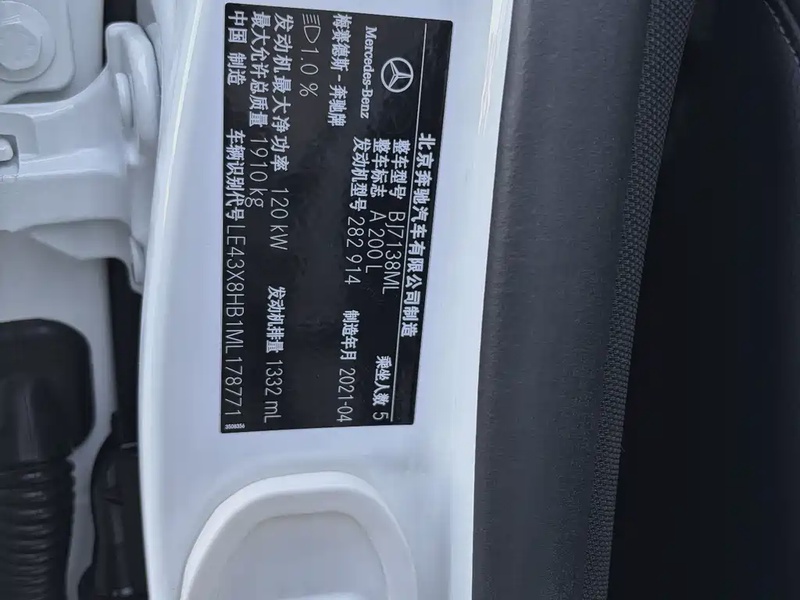 北京奔驰汽车有限公司制造
Mercedes-Benz
整车型号 BJ7138ML
整车标志 A 200 L 乘坐人数 5
梅赛德斯-奔驰牌 发动机型号 282 914 制造年月 2021-04
1.0 %
发动机最大净功率 120 kW 发动机排量 1332 mL
最大允许总质量 1910 kg
中国 制造 车辆识别代号 LE43X8HB1ML178771